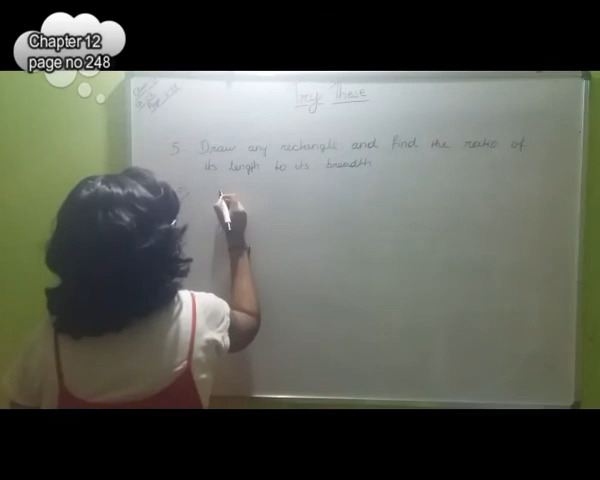 Chapter 12
page no 248
Try These
5. Draw any rectangle and find the ratio of
its length to its breadth